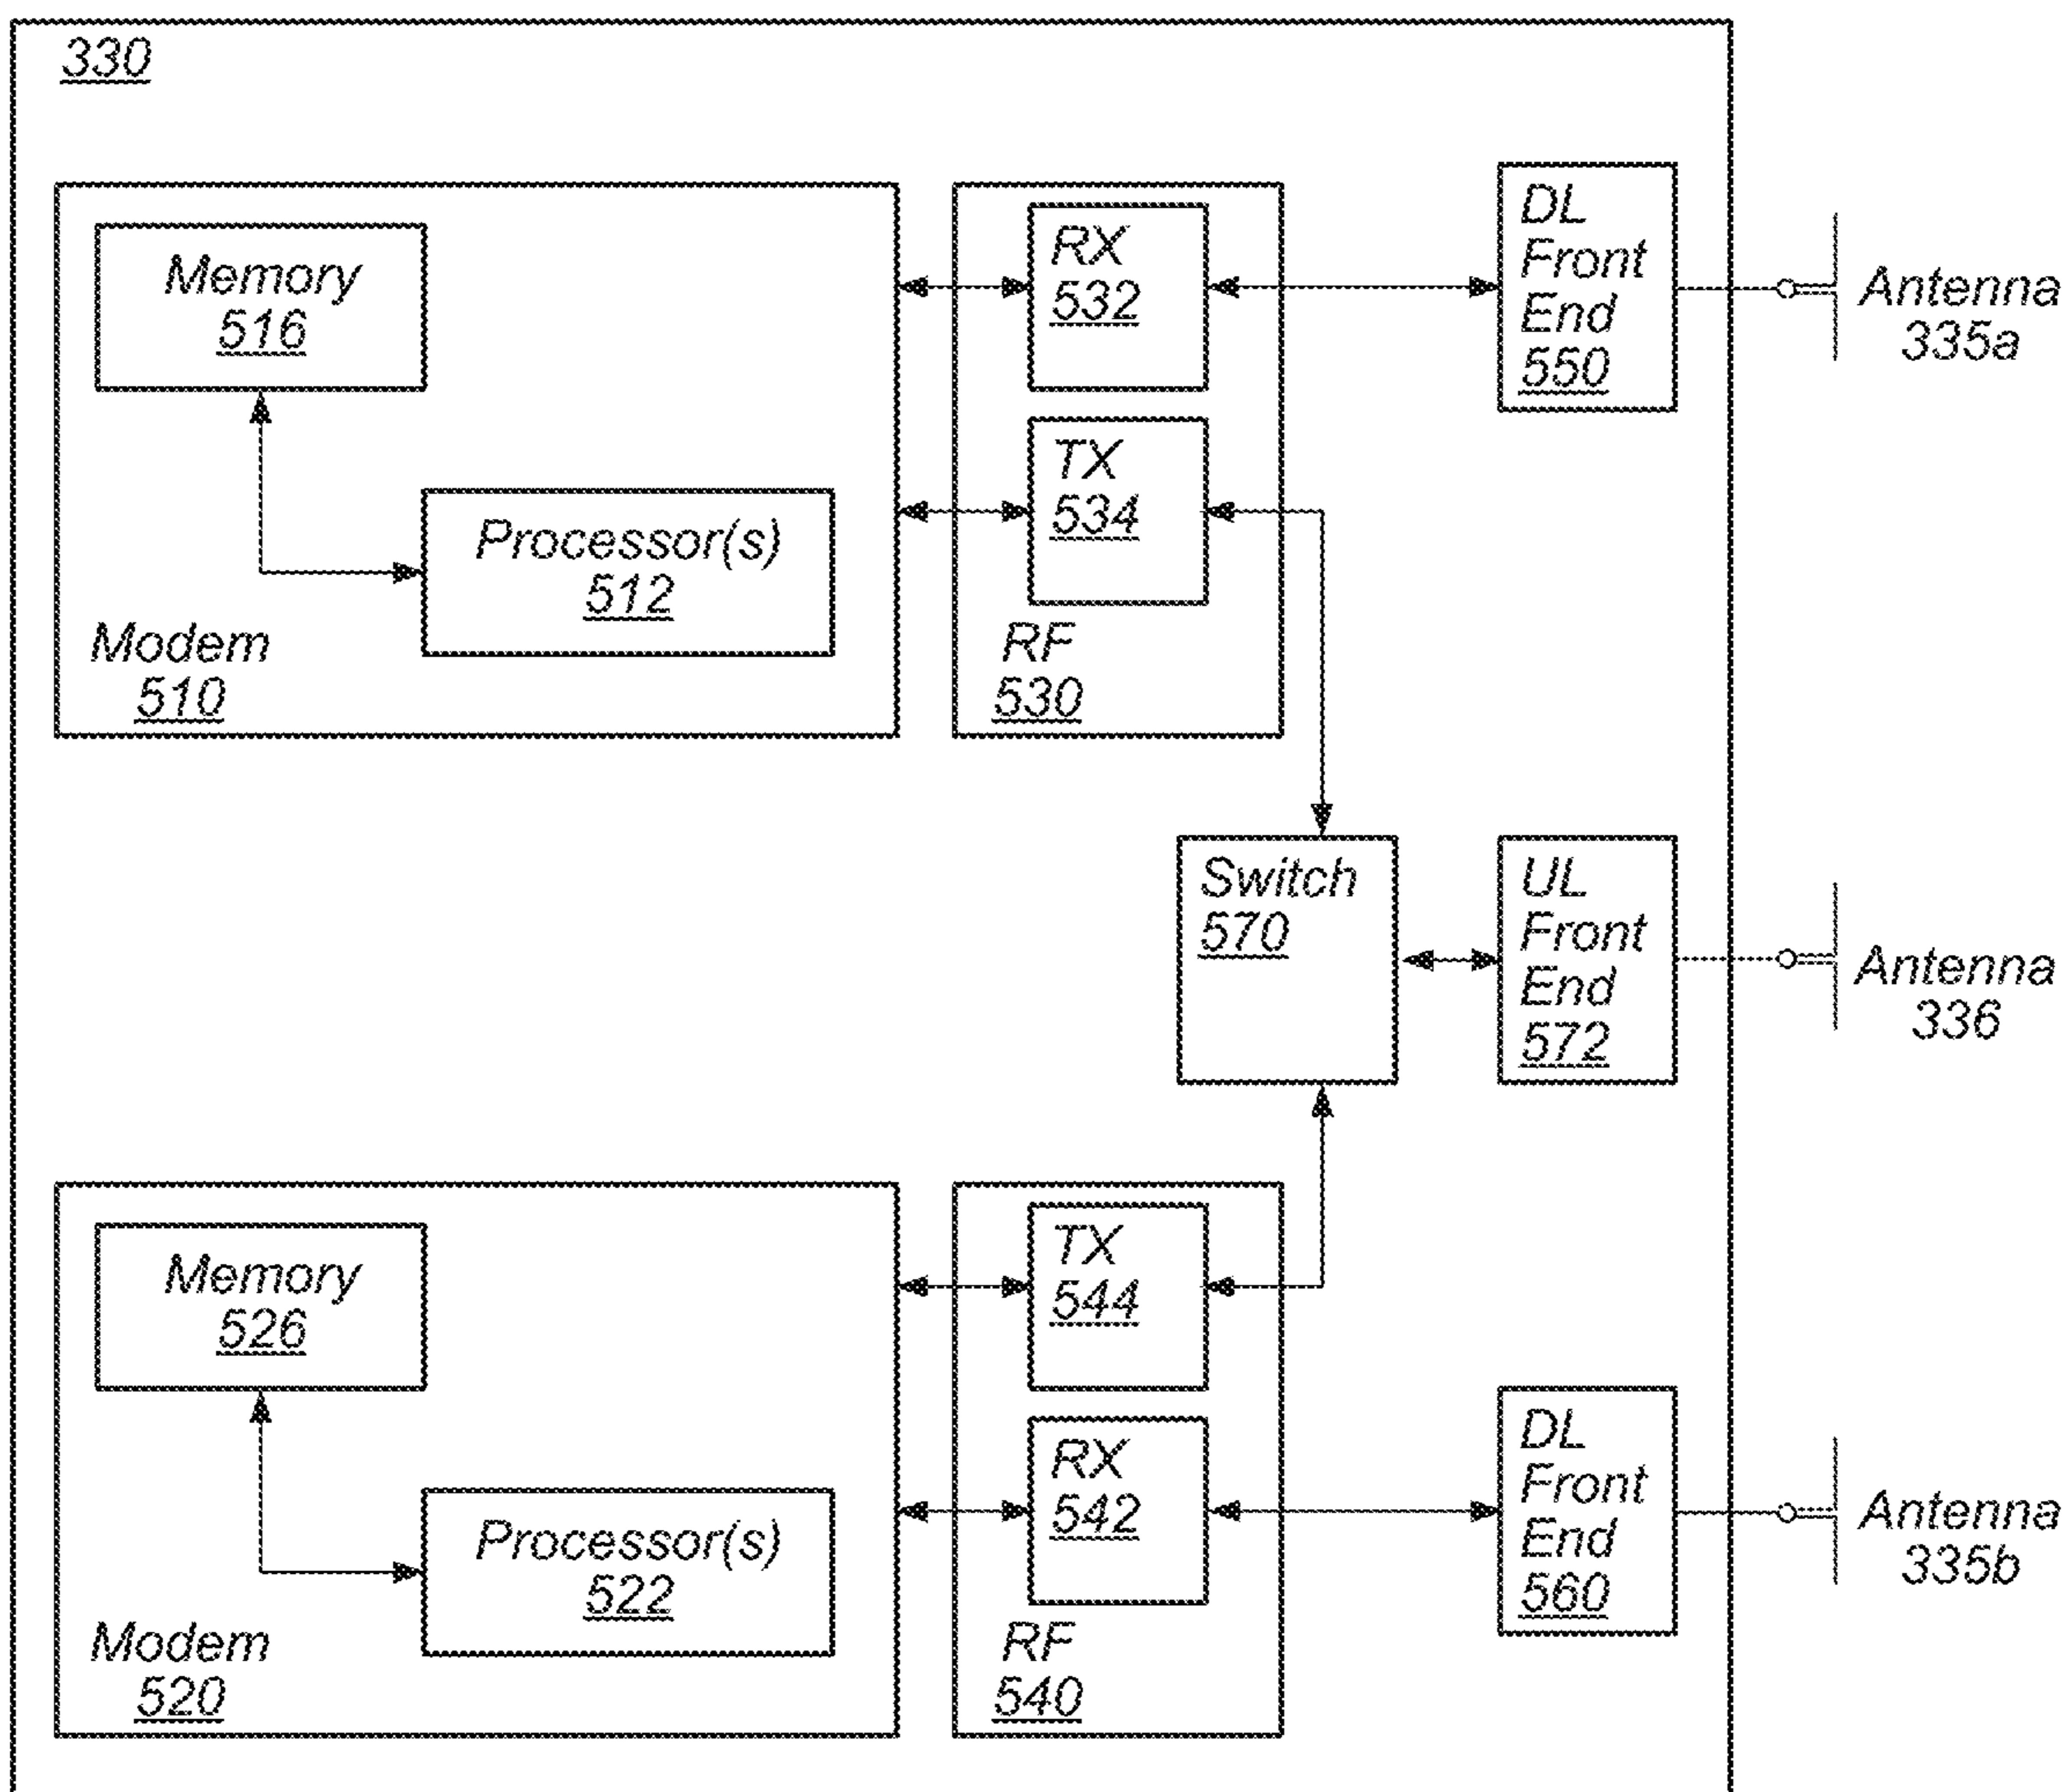 330
Memory
516
Processor(s)
512
Modem
510
RX
532
TX
534
RF
530
DL
Front
End
550
Antenna
335a
Switch
570
UL
Front
End
572
Antenna
336
Memory
526
Processor(s)
522
Modem
520
TX
544
RX
542
RF
540
DL
Front
End
560
Antenna
335b